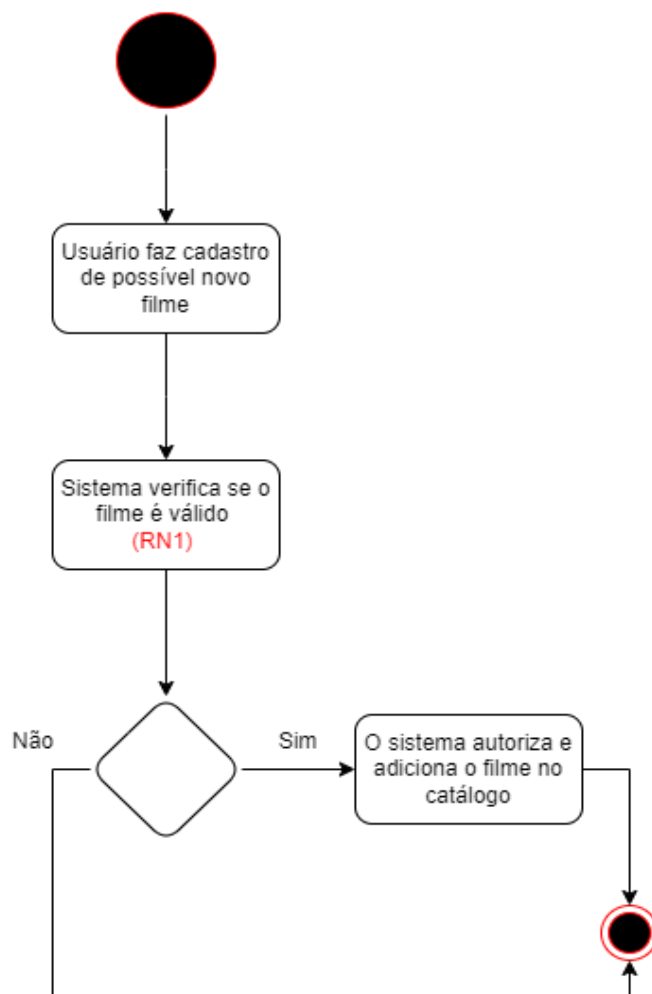 Usuário faz cadastro
de possível novo
filme
Sistema verifica se o
filme é válido
(RN1)
Não
Sim
O sistema autoriza e
adiciona o filme no
catálogo